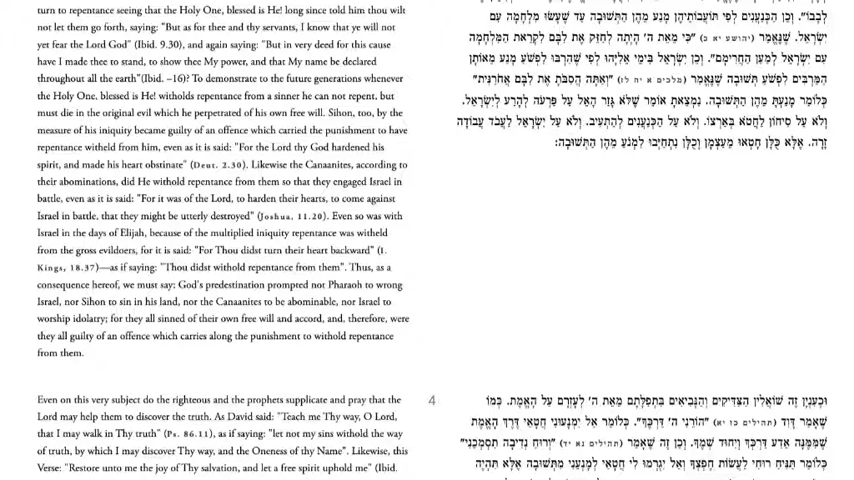 turn to repentance seeing that the Holy One, blessed is He! long since told him thou wilt
not let them go forth, saying: "But as for thee and thy servants, I know that ye will not
yet fear the Lord God" (Ibid. 9.30), and again saying: "But in very deed for this cause
have I made thee to stand, to show thee My power, and that My name be declared
throughout all the earth"(Ibid. –16)? To demonstrate to the future generations whenever
the Holy One, blessed is He! witholds repentance from a sinner he can not repent, but
must die in the original evil which he perpetrated of his own free will. Sihon, too, by the
measure of his iniquity became guilty of an offence which carried the punishment to have
repentance witheld from him, even as it is said: "For the Lord thy God hardened his
spirit, and made his heart obstinate" (Deut. 2.30). Likewise the Canaanites, according to
their abominations, did He withold repentance from them so that they engaged Israel in
battle, even as it is said: "For it was of the Lord, to harden their hearts, to come against
Israel in battle, that they might be utterly destroyed" (Joshua, 11.20). Even so was with
Israel in the days of Elijah, because of the multiplied iniquity repentance was witheld
from the gross evildoers, for it is said: "For Thou didst turn their heart backward" (I.
Kings, 18.37)—as if saying: "Thou didst withold repentance from them". Thus, as a
consequence hereof, we must say: God's predestination prompted not Pharaoh to wrong
Israel, nor Sihon to sin in his land, nor the Canaanites to be abominable, nor Israel to
worship idolatry; for they all sinned of their own free will and accord, and, therefore, were
they all guilty of an offence which carries along the punishment to withold repentance
from them.
לְבָבוֹ". וְכֵן הַכְּנַעֲנִים לְפִי תּוֹעֲבוֹתֵיהֶן מָנַע מֵהֶן הַתְּשׁוּבָה עַד שֶׁעָשׂוּ מִלְחָמָה עִם
יִשְׂרָאֵל. שֶׁנֶּאֱמַר (יהושע יא כ) "כִּי מֵאֵת ה' הָיְתָה לְחַזֵּק אֶת לִבָּם לִקְרַאת הַמִּלְחָמָה
עִם יִשְׂרָאֵל לְמַעַן הַחֲרִימָם". וְכֵן יִשְׂרָאֵל בִּימֵי אֵלִיָּהוּ לְפִי שֶׁהִרְבּוּ לִפְשֹׁעַ מָנַע מֵאוֹתָן
הַמַּרְבִּים לִפְשֹׁעַ תְּשׁוּבָה שֶׁנֶּאֱמַר (מלכים א יח לז) "וְאַתָּה הֲסִבֹּתָ אֶת לִבָּם אֲחֹרַנִּית"
כְּלוֹמַר מָנַעְתָּ מֵהֶן הַתְּשׁוּבָה. נִמְצֵאתָ אוֹמֵר שֶׁלֹּא גָּזַר הָאֵל עַל פַּרְעֹה לְהָרַע לְיִשְׂרָאֵל.
וְלֹא עַל סִיחוֹן לַחֲטֹא בְּאַרְצוֹ. וְלֹא עַל הַכְּנַעֲנִים לְהַתְעִיב. וְלֹא עַל יִשְׂרָאֵל לַעֲבֹד עֲבוֹדָה
זָרָה. אֶלָּא כֻּלָּן חָטְאוּ מֵעַצְמָן וְכֻלָּן נִתְחַיְּבוּ לִמְנֹעַ מֵהֶן הַתְּשׁוּבָה:
Even on this very subject do the righteous and the prophets supplicate and pray that the
Lord may help them to discover the truth. As David said: "Teach me Thy way, O Lord,
that I may walk in Thy truth" (Ps. 86.11), as if saying: "let not my sins withold the way
of truth, by which I may discover Thy way, and the Oneness of thy Name". Likewise, this
Verse: "Restore unto me the joy of Thy salvation, and let a free spirit uphold me" (Ibid.
4
וּכְעִנְיָן זֶה שׁוֹאֲלִין הַצַּדִּיקִים וְהַנְּבִיאִים בִּתְפִלָּתָם מֵאֵת ה' לְעָזְרָם עַל הָאֱמֶת. כְּמוֹ
שֶׁאָמַר דָּוִד (תהילים כז יא) "הוֹרֵנִי ה' דַּרְכֶּךָ". כְּלוֹמַר אַל יִמְנָעוּנִי חֲטָאַי דֶּרֶךְ הָאֱמֶת
שֶׁמִּמֶּנָּה אֵדַע דַּרְכְּךָ וְיִחוּד שְׁמֶךָ. וְכֵן זֶה שֶׁאָמַר (תהילים נא יד) "וְרוּחַ נְדִיבָה תִסְמְכֵנִי"
כְּלוֹמַר תַּנִּיחַ רוּחִי לַעֲשׂוֹת חֶפְצְךָ וְאַל יִגְרְמוּ לִי חֲטָאַי לְמָנְעֵנִי מִתְּשׁוּבָה אֶלָּא תִּהְיֶה